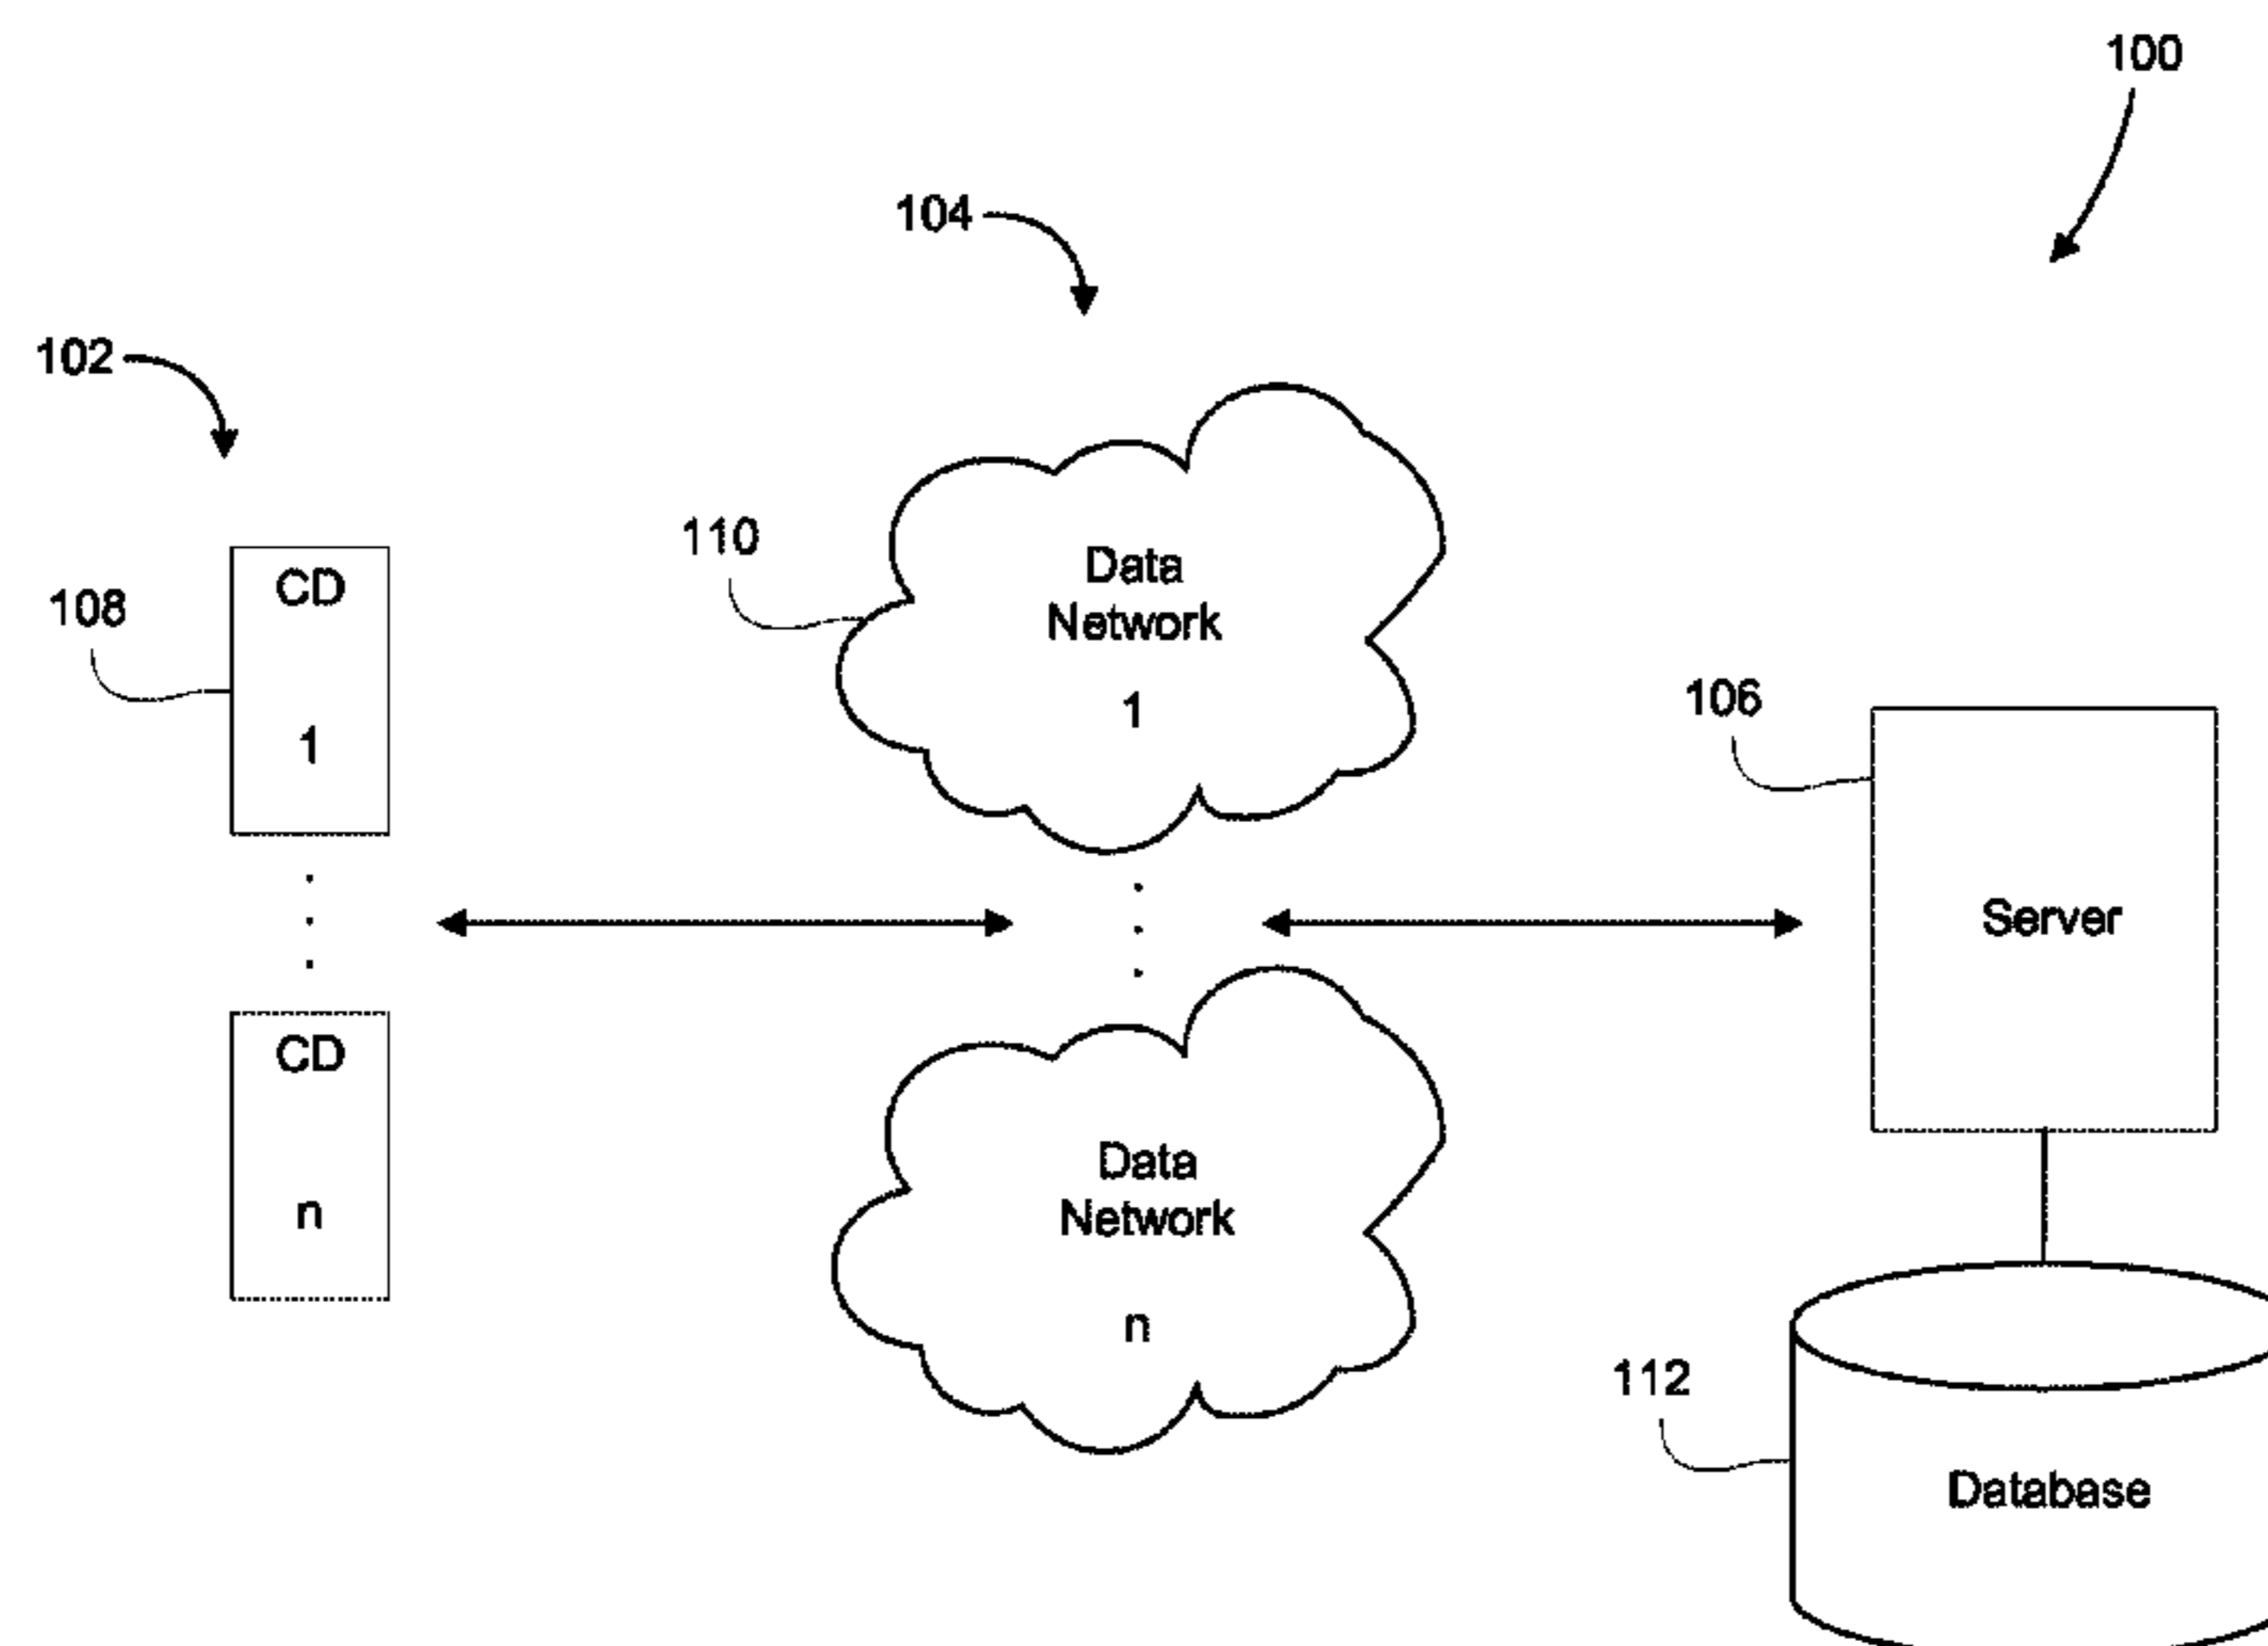 100
104
102
110
Data
Network
1
CD
1
108
106
Server
CD
n
Data
Network
n
112
Database